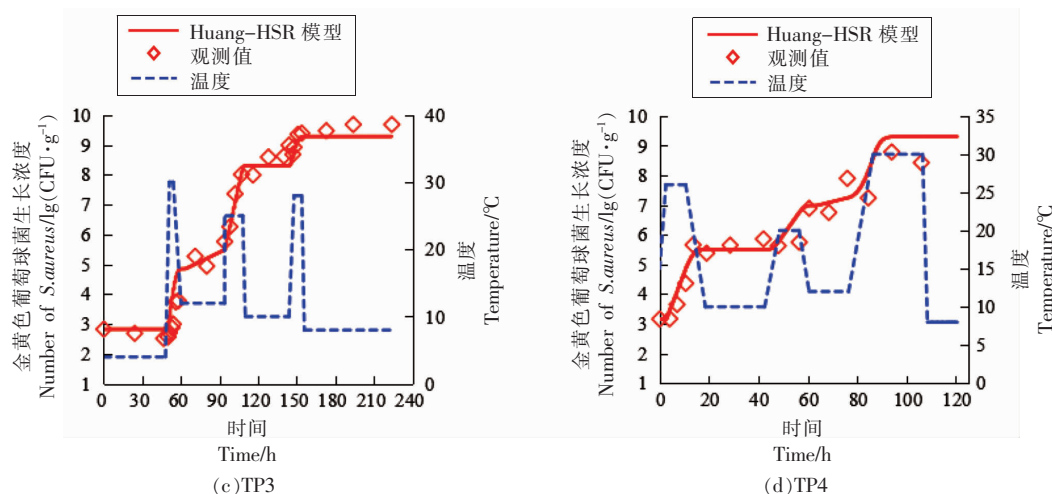 Huang-HSR 模型
观测值
温度
金黄色葡萄球菌生长浓度
Number of S.aureus/lg(CFU·g⁻¹)
10
9
8
7
6
5
4
3
2
1
40
30
20
10
0
温度
Temperature/℃
0 30 60 90 120 150 180 210 240
时间
Time/h
(c)TP3
Huang-HSR 模型
观测值
温度
金黄色葡萄球菌生长浓度
Number of S.aureus/lg(CFU·g⁻¹)
10
9
8
7
6
5
4
3
2
1
35
30
25
20
15
10
5
0
温度
Temperature/℃
0 20 40 60 80 100 120
时间
Time/h
(d)TP4